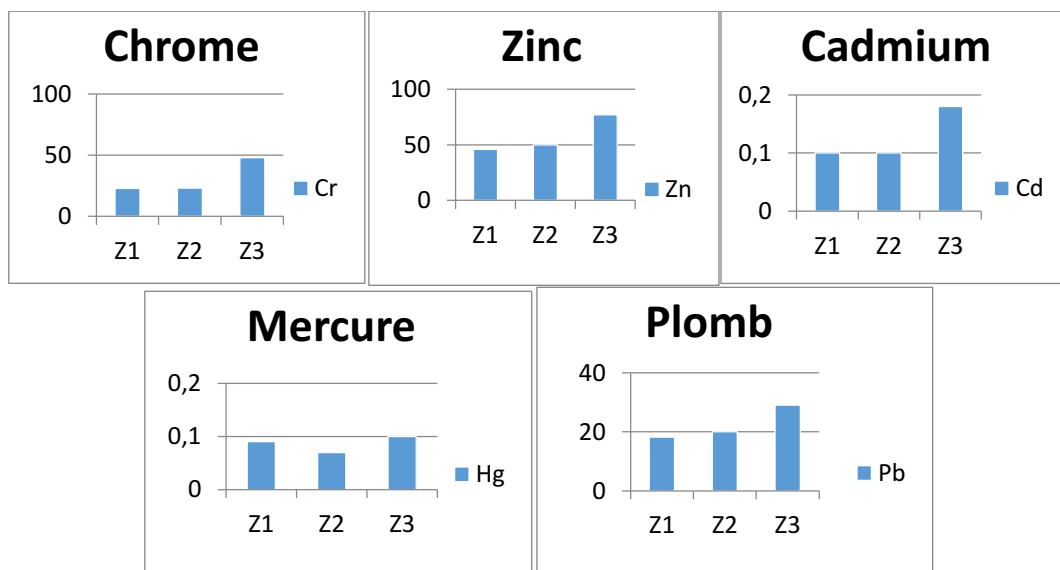 Chrome
100
50
0
Z1 Z2 Z3
Cr
Zinc
100
50
0
Z1 Z2 Z3
Zn
Cadmium
0,2
0,1
0
Z1 Z2 Z3
Cd
Mercure
0,2
0,1
0
Z1 Z2 Z3
Hg
Plomb
40
20
0
Z1 Z2 Z3
Pb